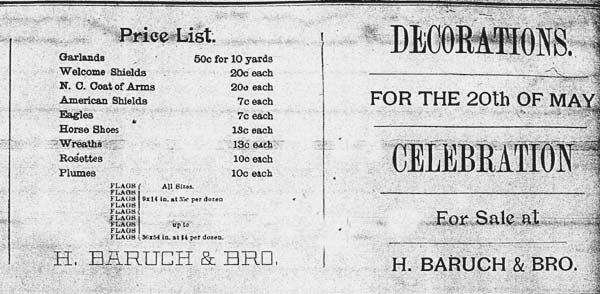 Price List.
Garlands 50c for 10 yards
Welcome Shields 20c each
N. C. Coat of Arms 20c each
American Shields 7c each
Eagles 7c each
Horse Shoes 13c each
Wreaths 13c each
Rosettes 10c each
Plumes 10c each
FLAGS All Sizes.
FLAGS
FLAGS 9x14 in. at 35c per dozen
FLAGS
FLAGS
FLAGS
FLAGS up to
FLAGS
FLAGS 36x54 in. at $4 per dozen.
H. BARUCH & BRO.
DECORATIONS.
FOR THE 20th OF MAY
CELEBRATION
For Sale at
H. BARUCH & BRO.